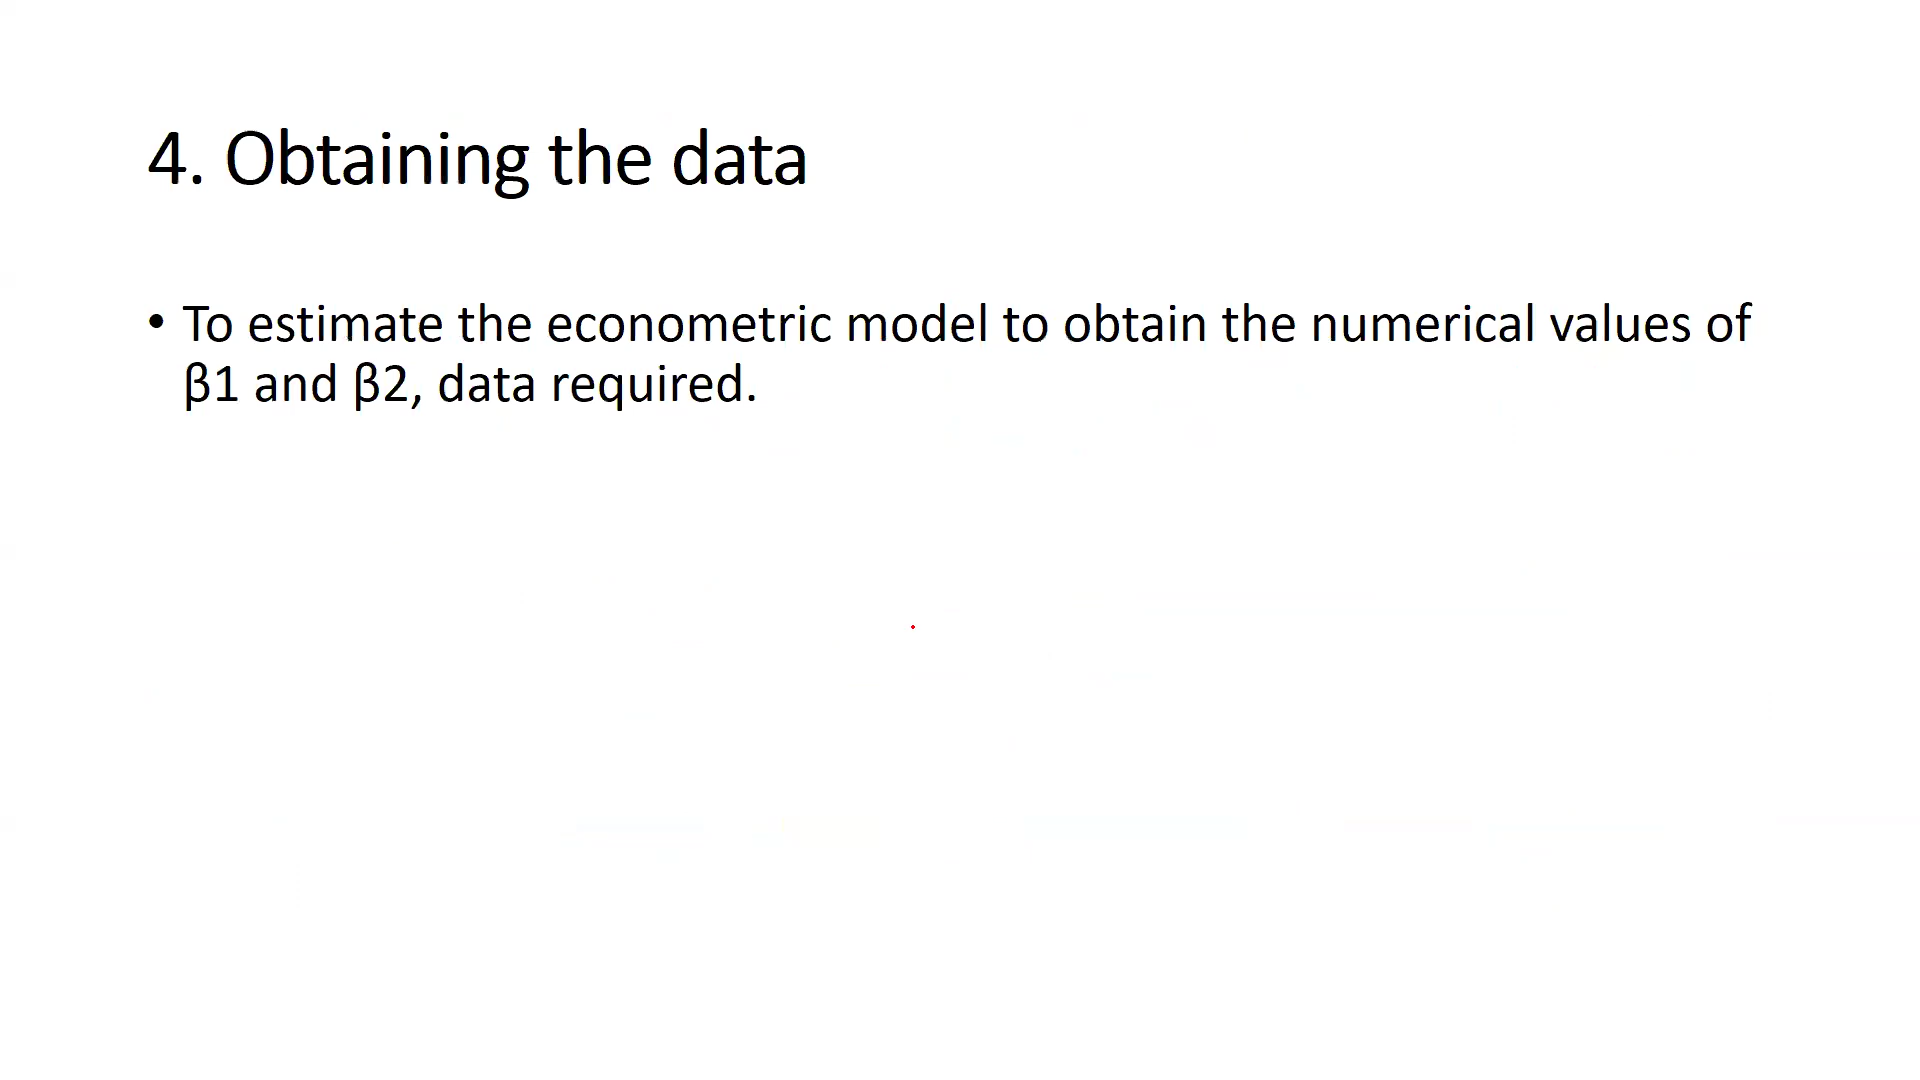 4. Obtaining the data
• To estimate the econometric model to obtain the numerical values of
β1 and β2, data required.